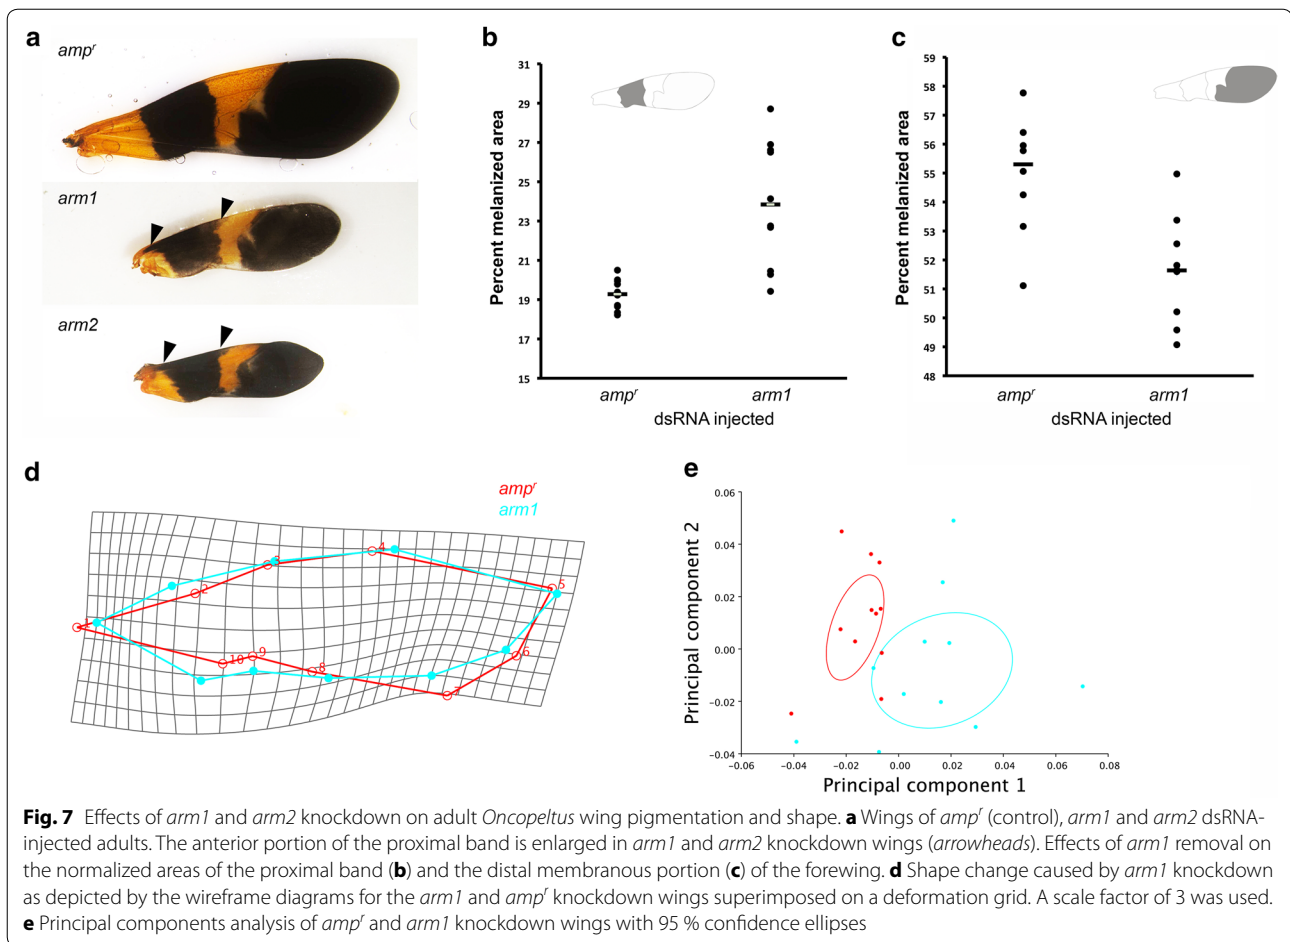 a
ampʳ
arm1
arm2
b
31
29
27
25
23
21
19
17
15
Percent melanized area
ampʳ
arm1
dsRNA injected
c
59
58
57
56
55
54
53
52
51
50
49
48
Percent melanized area
ampʳ
arm1
dsRNA injected
d
ampʳ
arm1
1
2
3
4
5
6
7
8
9
10
e
0.06
0.04
0.02
0.00
−0.02
−0.04
Principal component 2
−0.06
−0.04
−0.02
0.00
0.02
0.04
0.06
0.08
Principal component 1
Fig. 7 Effects of arm1 and arm2 knockdown on adult Oncopeltus wing pigmentation and shape. a Wings of ampʳ (control), arm1 and arm2 dsRNA-
injected adults. The anterior portion of the proximal band is enlarged in arm1 and arm2 knockdown wings (arrowheads). Effects of arm1 removal on
the normalized areas of the proximal band (b) and the distal membranous portion (c) of the forewing. d Shape change caused by arm1 knockdown
as depicted by the wireframe diagrams for the arm1 and ampʳ knockdown wings superimposed on a deformation grid. A scale factor of 3 was used.
e Principal components analysis of ampʳ and arm1 knockdown wings with 95 % confidence ellipses